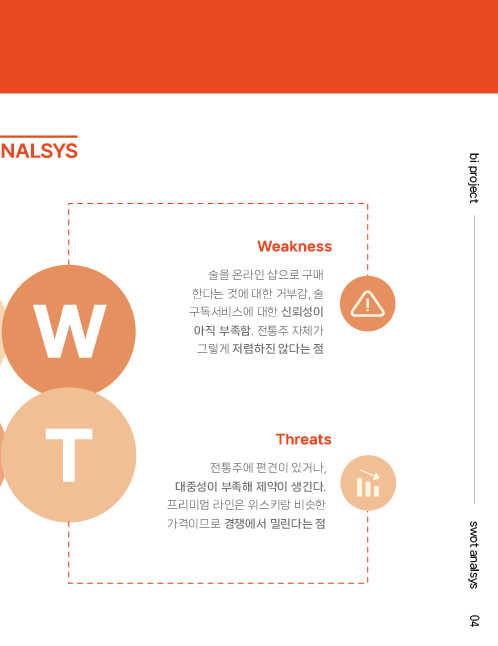 NALSYS
Weakness
술을 온라인 샵으로 구매
한다는 것에 대한 거부감, 술
구독서비스에 대한 신뢰성이
아직 부족함. 전통주 자체가
그렇게 저렴하진 않다는 점
W
T
Threats
전통주에 편견이 있거나,
대중성이 부족해 제약이 생긴다.
프리미엄 라인은 위스키랑 비슷한
가격이므로 경쟁에서 밀린다는 점
bi project
swot analsys
04